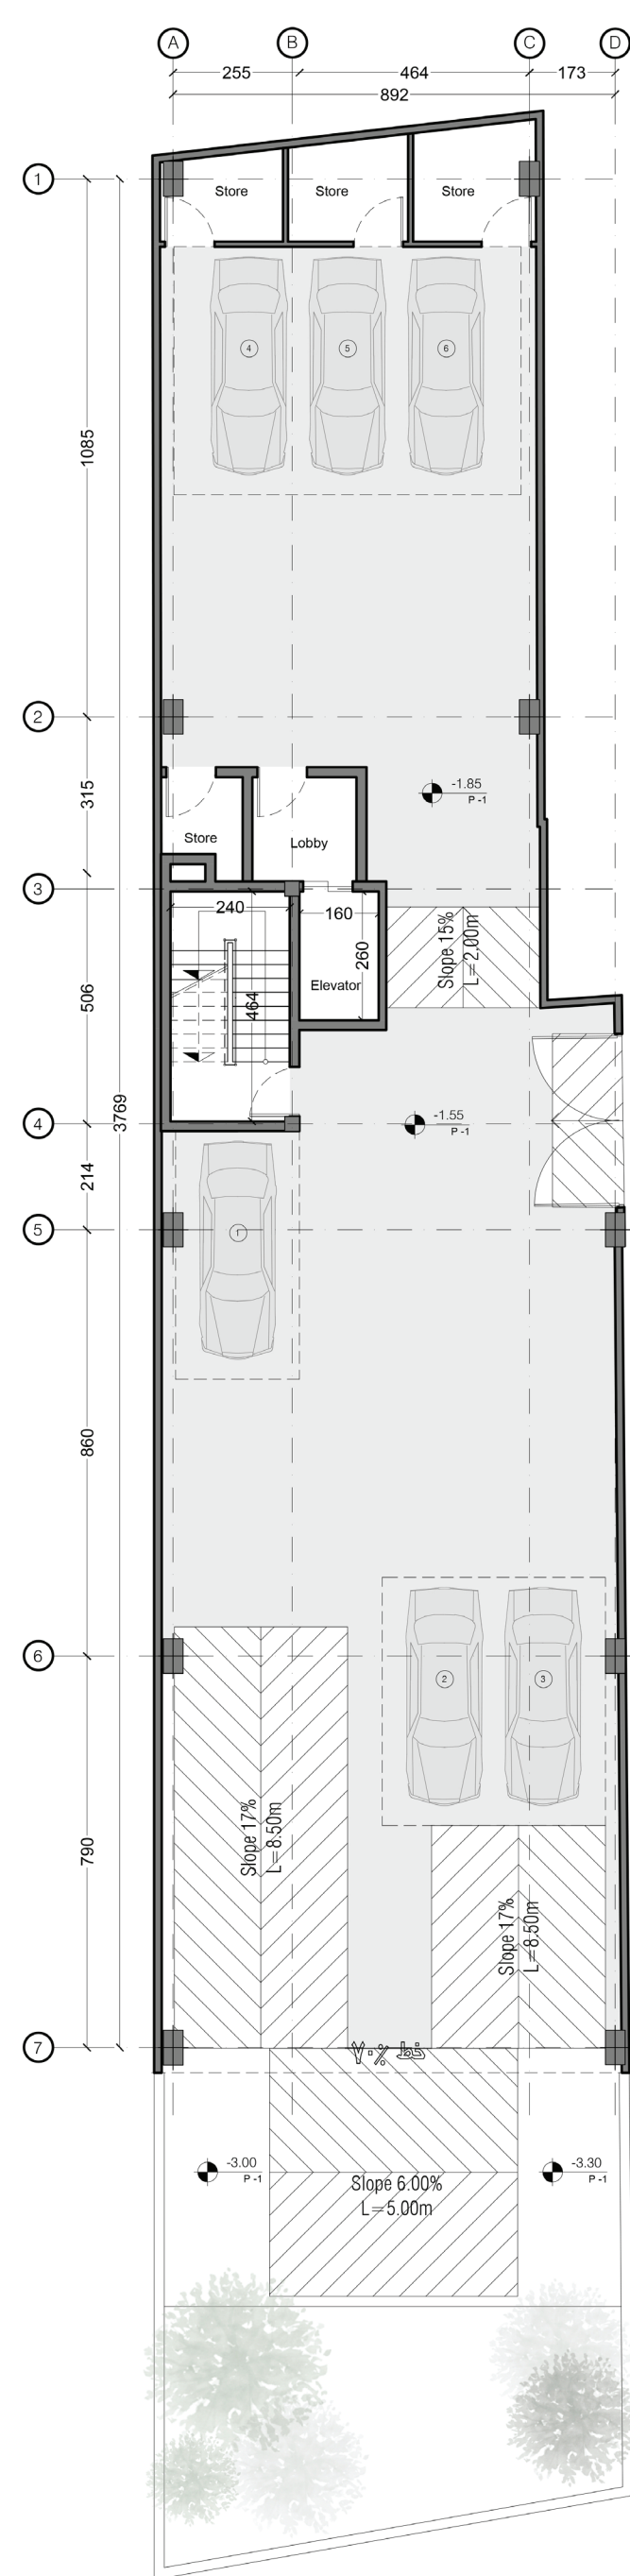 A B C D
255 464 173
892
1
Store Store Store
4 5 6
1085
2
315
-1.85
P -1
Store
Lobby
3
240
160
260
464
Elevator
Slope 15%
L=2.00m
506
3769
4
-1.55
P -1
214
5
1
860
6
2 3
790
Slope 17%
L=8.50m
Slope 17%
L=8.50m
7
خط ۷۰٪
-3.00
P -1
-3.30
P -1
Slope 6.00%
L=5.00m